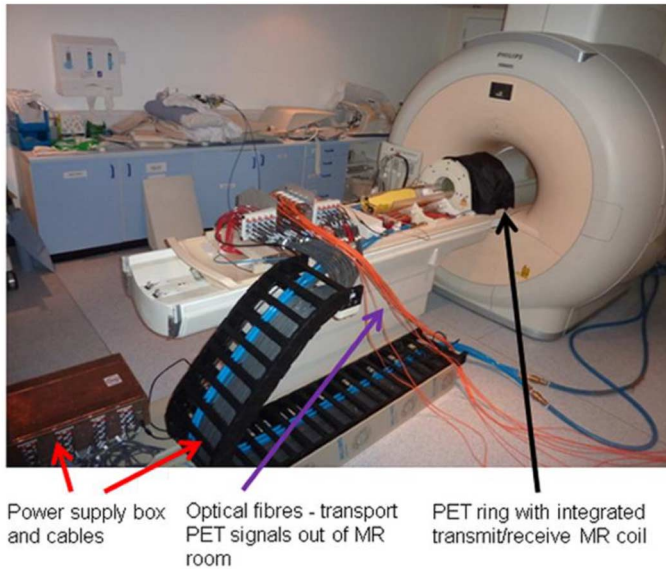 PHILIPS
Power supply box
and cables
Optical fibres - transport
PET signals out of MR
room
PET ring with integrated
transmit/receive MR coil